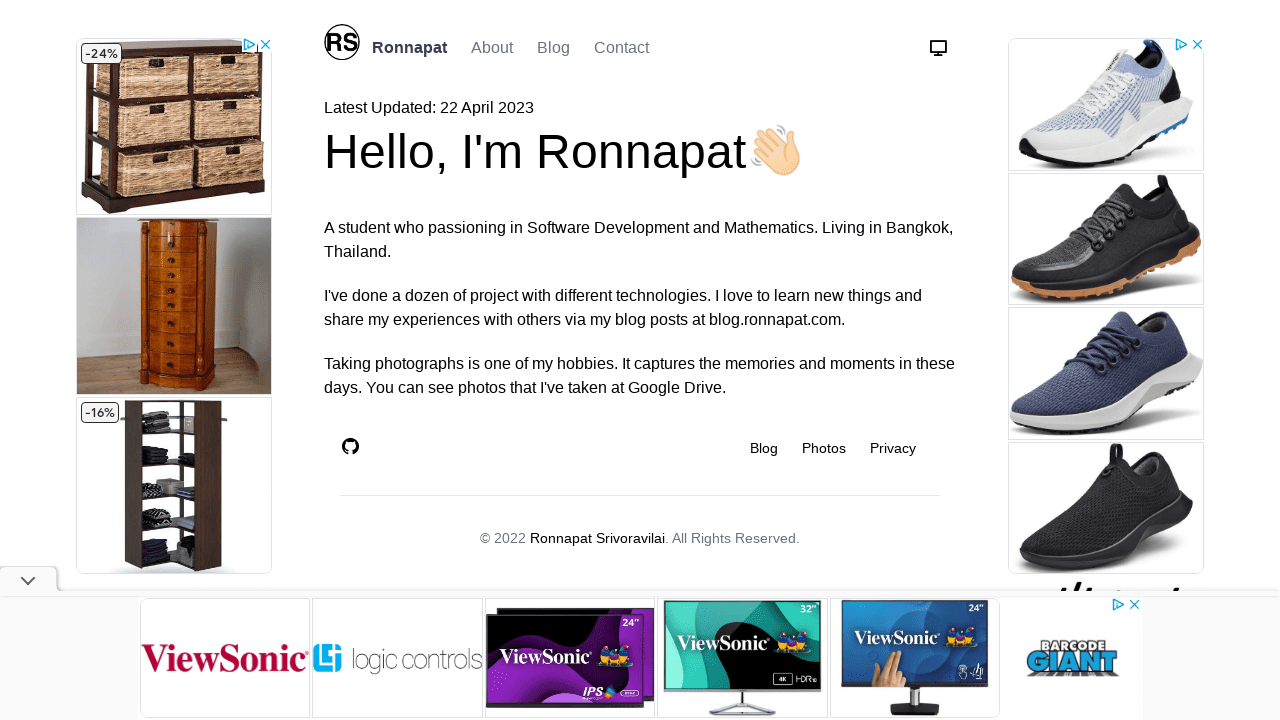 RS
Ronnapat
About
Blog
Contact
Latest Updated: 22 April 2023
Hello, I'm Ronnapat
A student who passioning in Software Development and Mathematics. Living in Bangkok,
Thailand.
I've done a dozen of project with different technologies. I love to learn new things and
share my experiences with others via my blog posts at blog.ronnapat.com.
Taking photographs is one of my hobbies. It captures the memories and moments in these
days. You can see photos that I've taken at Google Drive.
Blog
Photos
Privacy
© 2022 Ronnapat Srivoravilai. All Rights Reserved.
-24%
-16%
ViewSonic
logic controls
24"
ViewSonic
IPS
32"
ViewSonic
4K
HDR10
24"
ViewSonic
BARCODE
GIANT